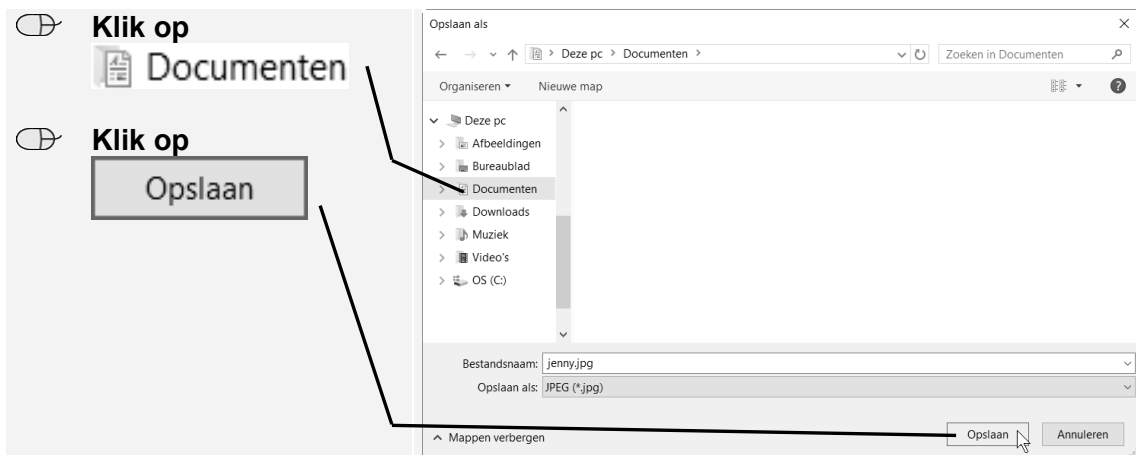 Klik op
Documenten
Klik op
Opslaan
Opslaan als
Deze pc > Documenten >
Zoeken in Documenten
Organiseren
Nieuwe map
Deze pc
Afbeeldingen
Bureaublad
Documenten
Downloads
Muziek
Video's
OS (C:)
Bestandsnaam: jenny.jpg
Opslaan als: JPEG (*.jpg)
Mappen verbergen
Opslaan
Annuleren